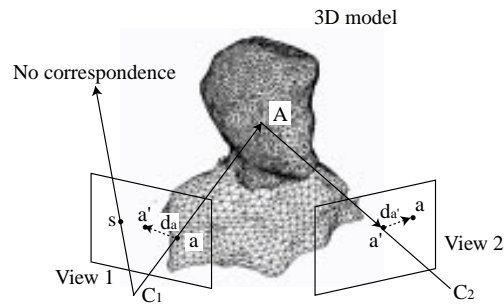 3D model
No correspondence
A
s
a'
da
a
da'
a
a'
View 1
View 2
C1
C2